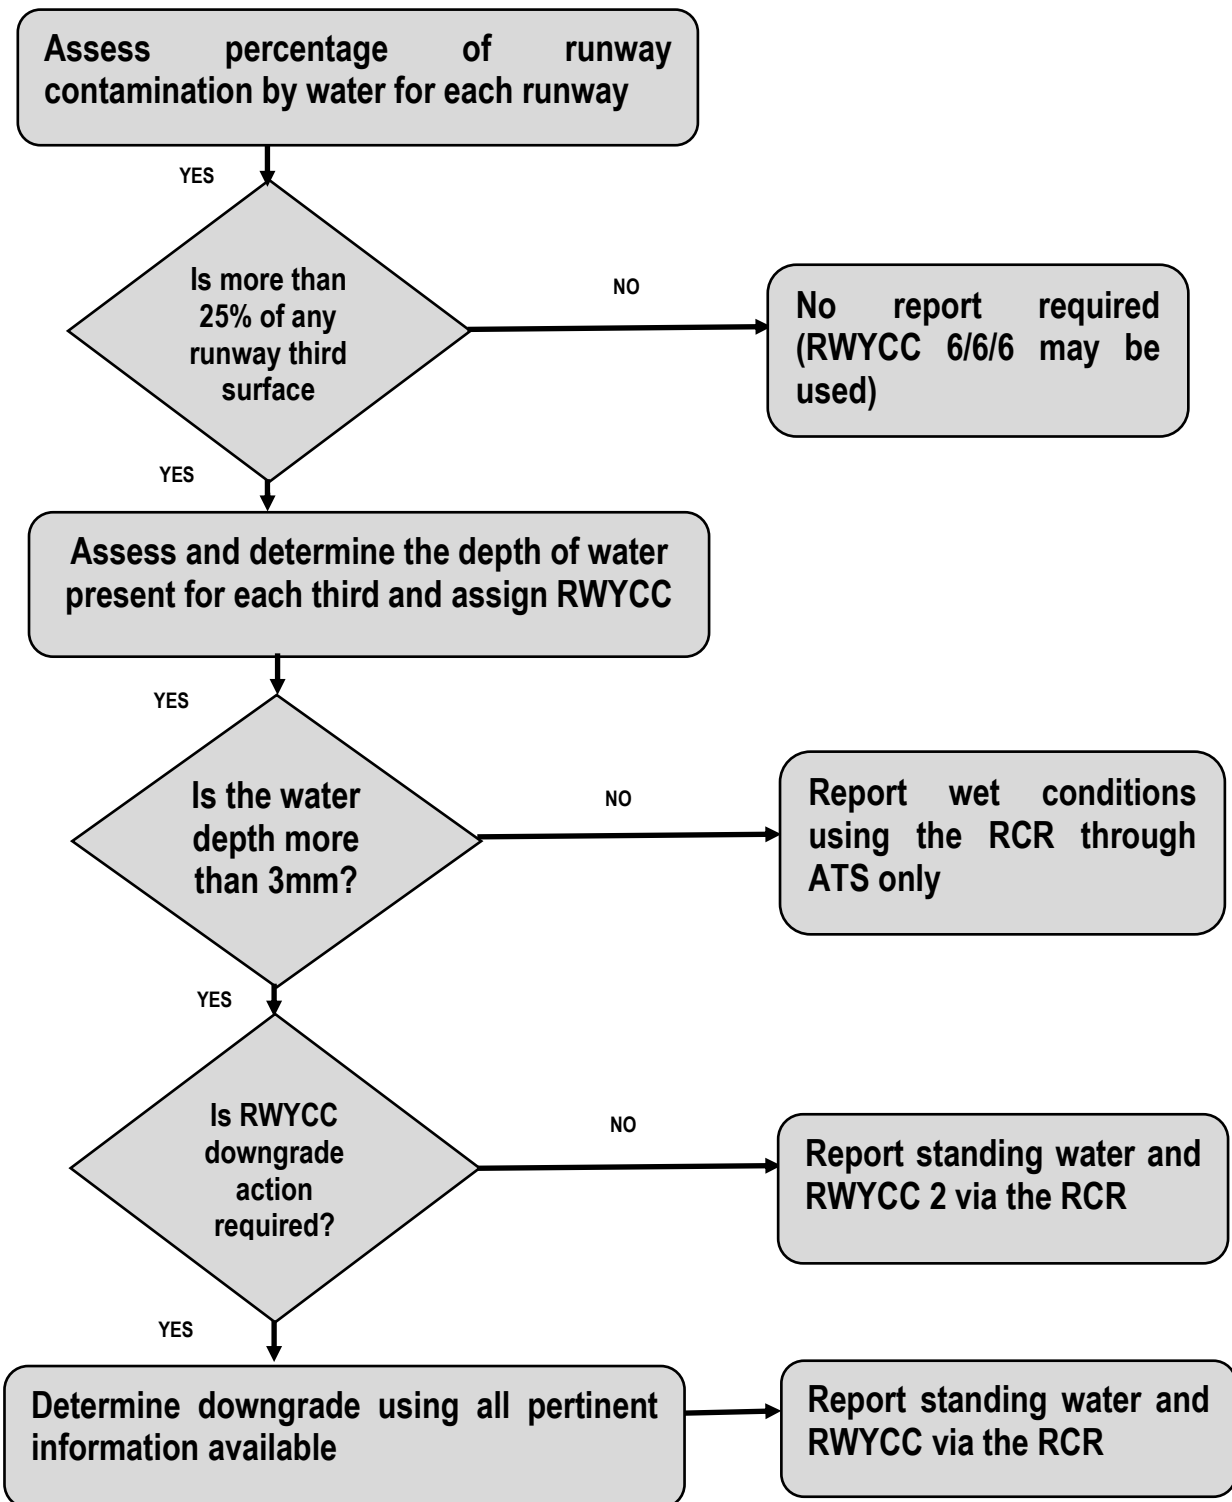 Assess percentage of runway
contamination by water for each runway
YES
Is more than
25% of any
runway third
surface
NO
No report required
(RWYCC 6/6/6 may be
used)
YES
Assess and determine the depth of water
present for each third and assign RWYCC
YES
Is the water
depth more
than 3mm?
NO
Report wet conditions
using the RCR through
ATS only
YES
Is RWYCC
downgrade
action
required?
NO
Report standing water and
RWYCC 2 via the RCR
YES
Determine downgrade using all pertinent
information available
Report standing water and
RWYCC via the RCR